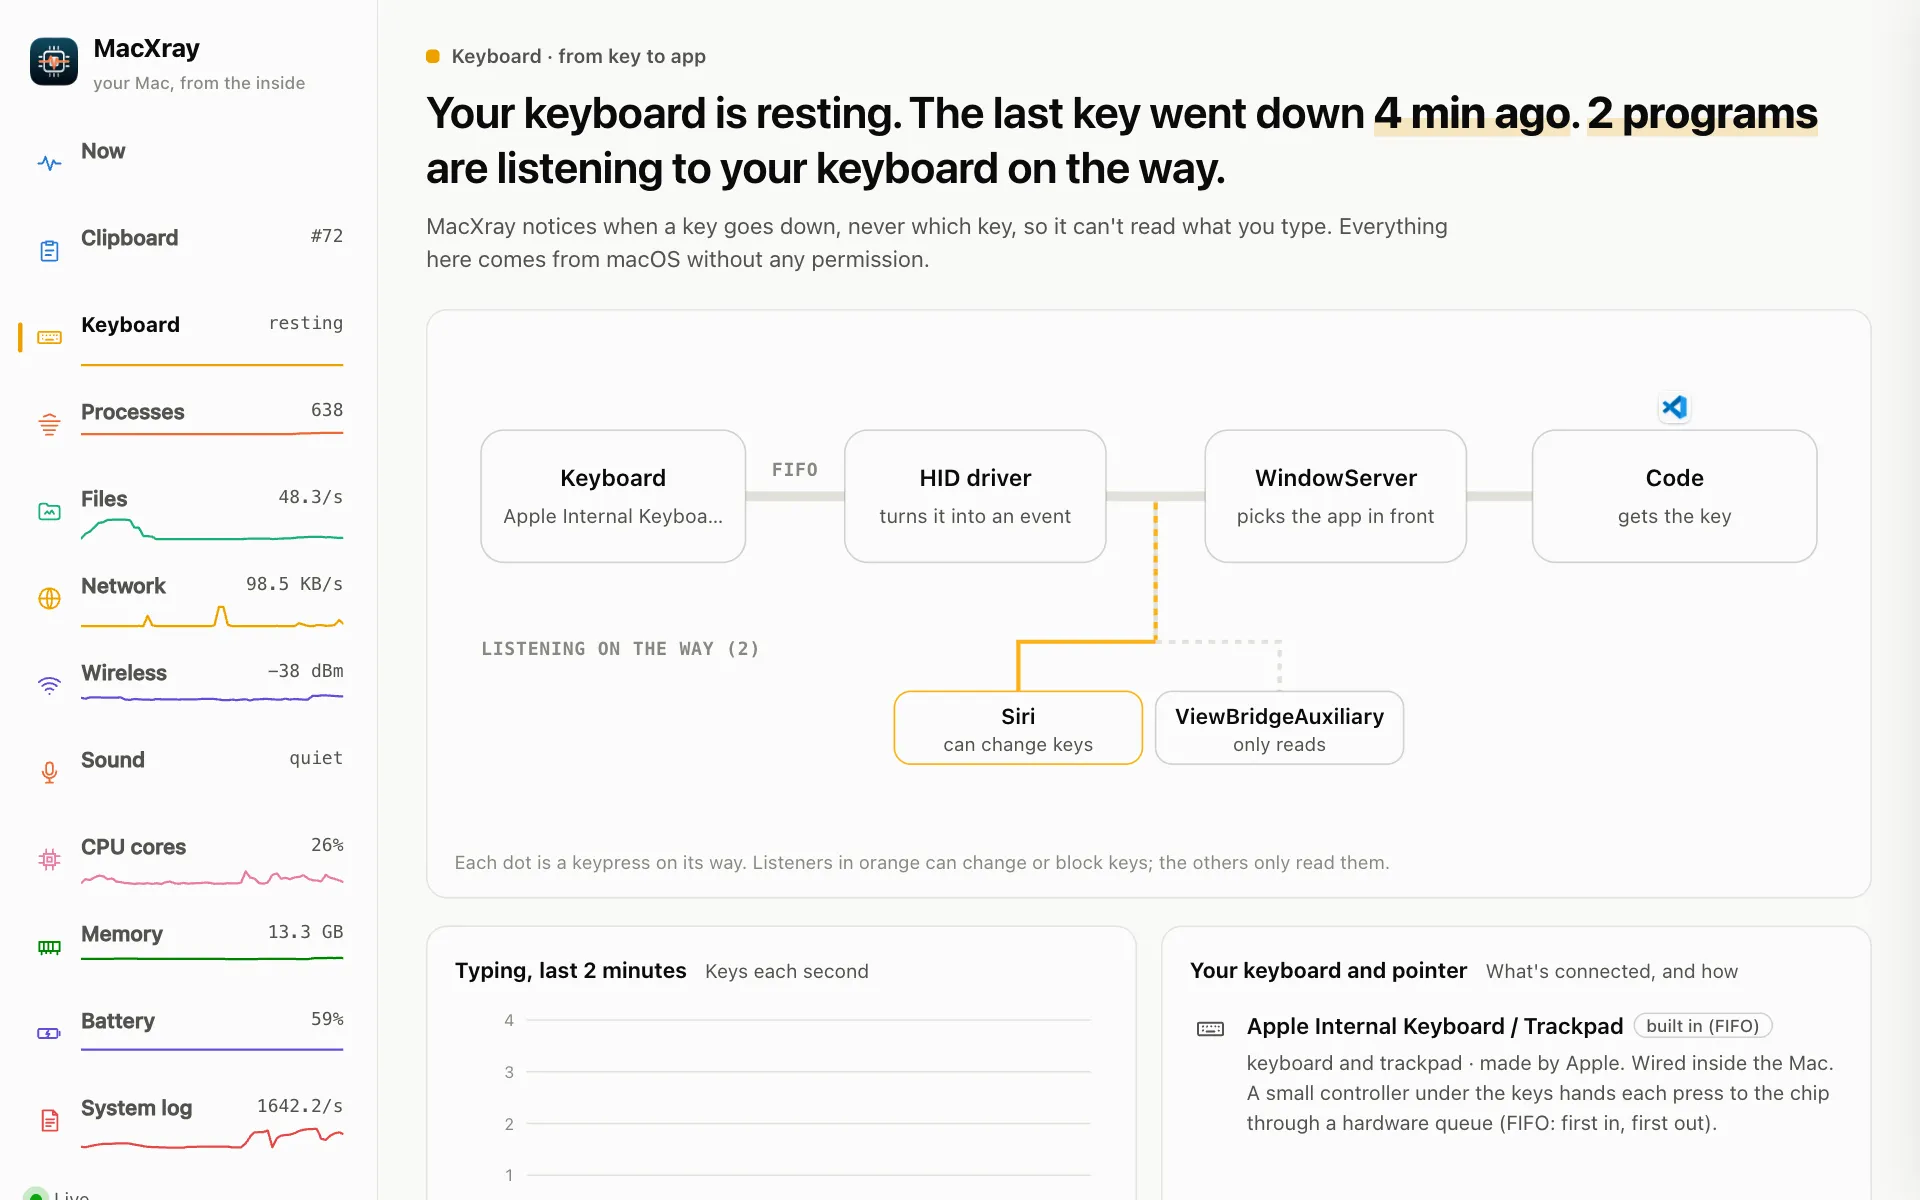 MacXray
your Mac, from the inside
Now
Clipboard #72
Keyboard resting
Processes 638
Files 48.3/s
Network 98.5 KB/s
Wireless −38 dBm
Sound quiet
CPU cores 26%
Memory 13.3 GB
Battery 59%
System log 1642.2/s
Live
Keyboard · from key to app
Your keyboard is resting. The last key went down 4 min ago. 2 programs
are listening to your keyboard on the way.
MacXray notices when a key goes down, never which key, so it can't read what you type. Everything
here comes from macOS without any permission.
Keyboard
Apple Internal Keyboa...
FIFO
HID driver
turns it into an event
WindowServer
picks the app in front
Code
gets the key
LISTENING ON THE WAY (2)
Siri
can change keys
ViewBridgeAuxiliary
only reads
Each dot is a keypress on its way. Listeners in orange can change or block keys; the others only read them.
Typing, last 2 minutes Keys each second
4
3
2
1
Your keyboard and pointer What's connected, and how
Apple Internal Keyboard / Trackpad built in (FIFO)
keyboard and trackpad · made by Apple. Wired inside the Mac.
A small controller under the keys hands each press to the chip
through a hardware queue (FIFO: first in, first out).